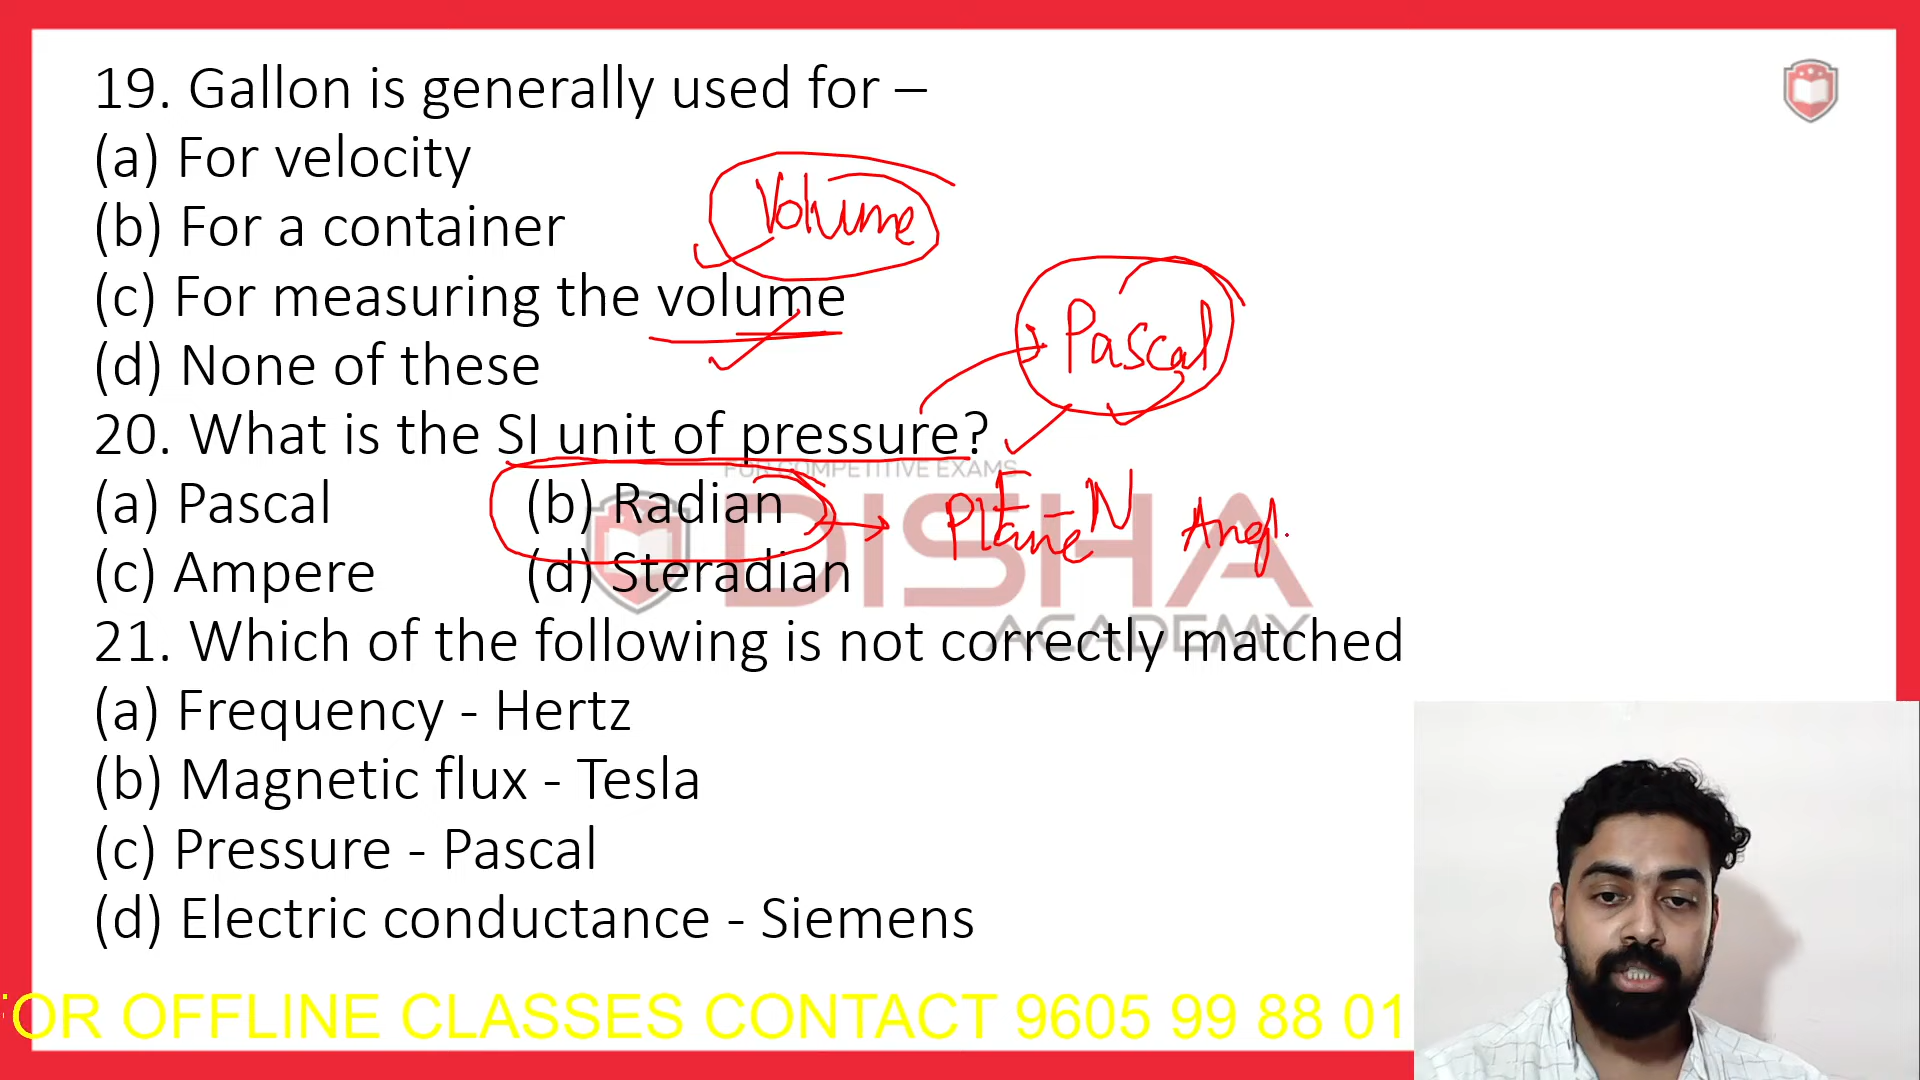 19. Gallon is generally used for –
(a) For velocity
Volume
(b) For a container
(c) For measuring the volume
Pascal
(d) None of these
20. What is the SI unit of pressure?
FOR COMPETITIVE EXAMS
(a) Pascal (b) Radian
Plane Angl
(c) Ampere (d) Steradian
DISHA
ACADEMY
21. Which of the following is not correctly matched
(a) Frequency - Hertz
(b) Magnetic flux - Tesla
(c) Pressure - Pascal
(d) Electric conductance - Siemens
FOR OFFLINE CLASSES CONTACT 9605 99 88 01